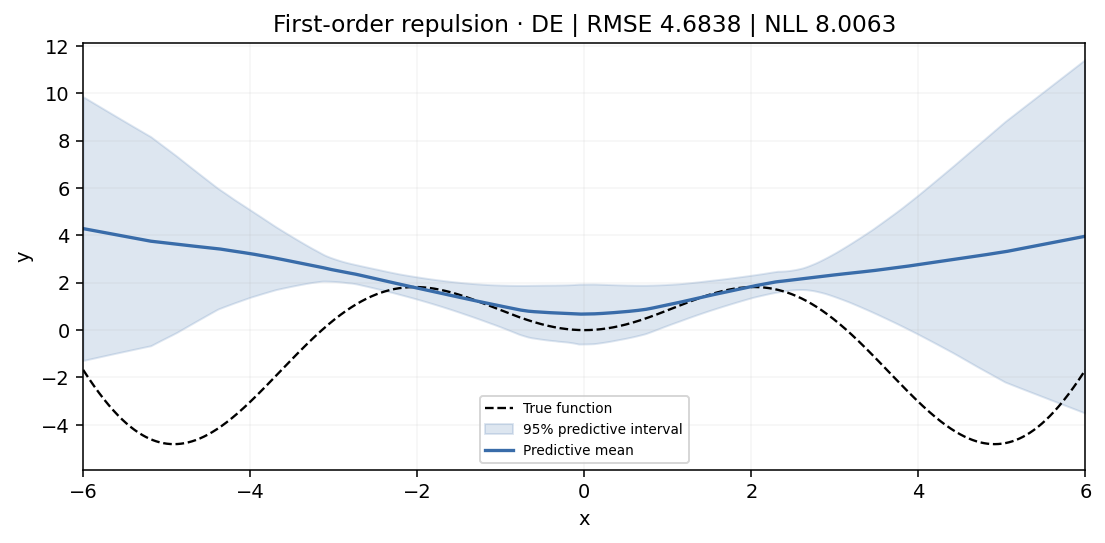 First-order repulsion · DE | RMSE 4.6838 | NLL 8.0063
12
10
8
6
4
2
0
−2
−4
y
True function
95% predictive interval
Predictive mean
−6 −4 −2 0 2 4 6
x